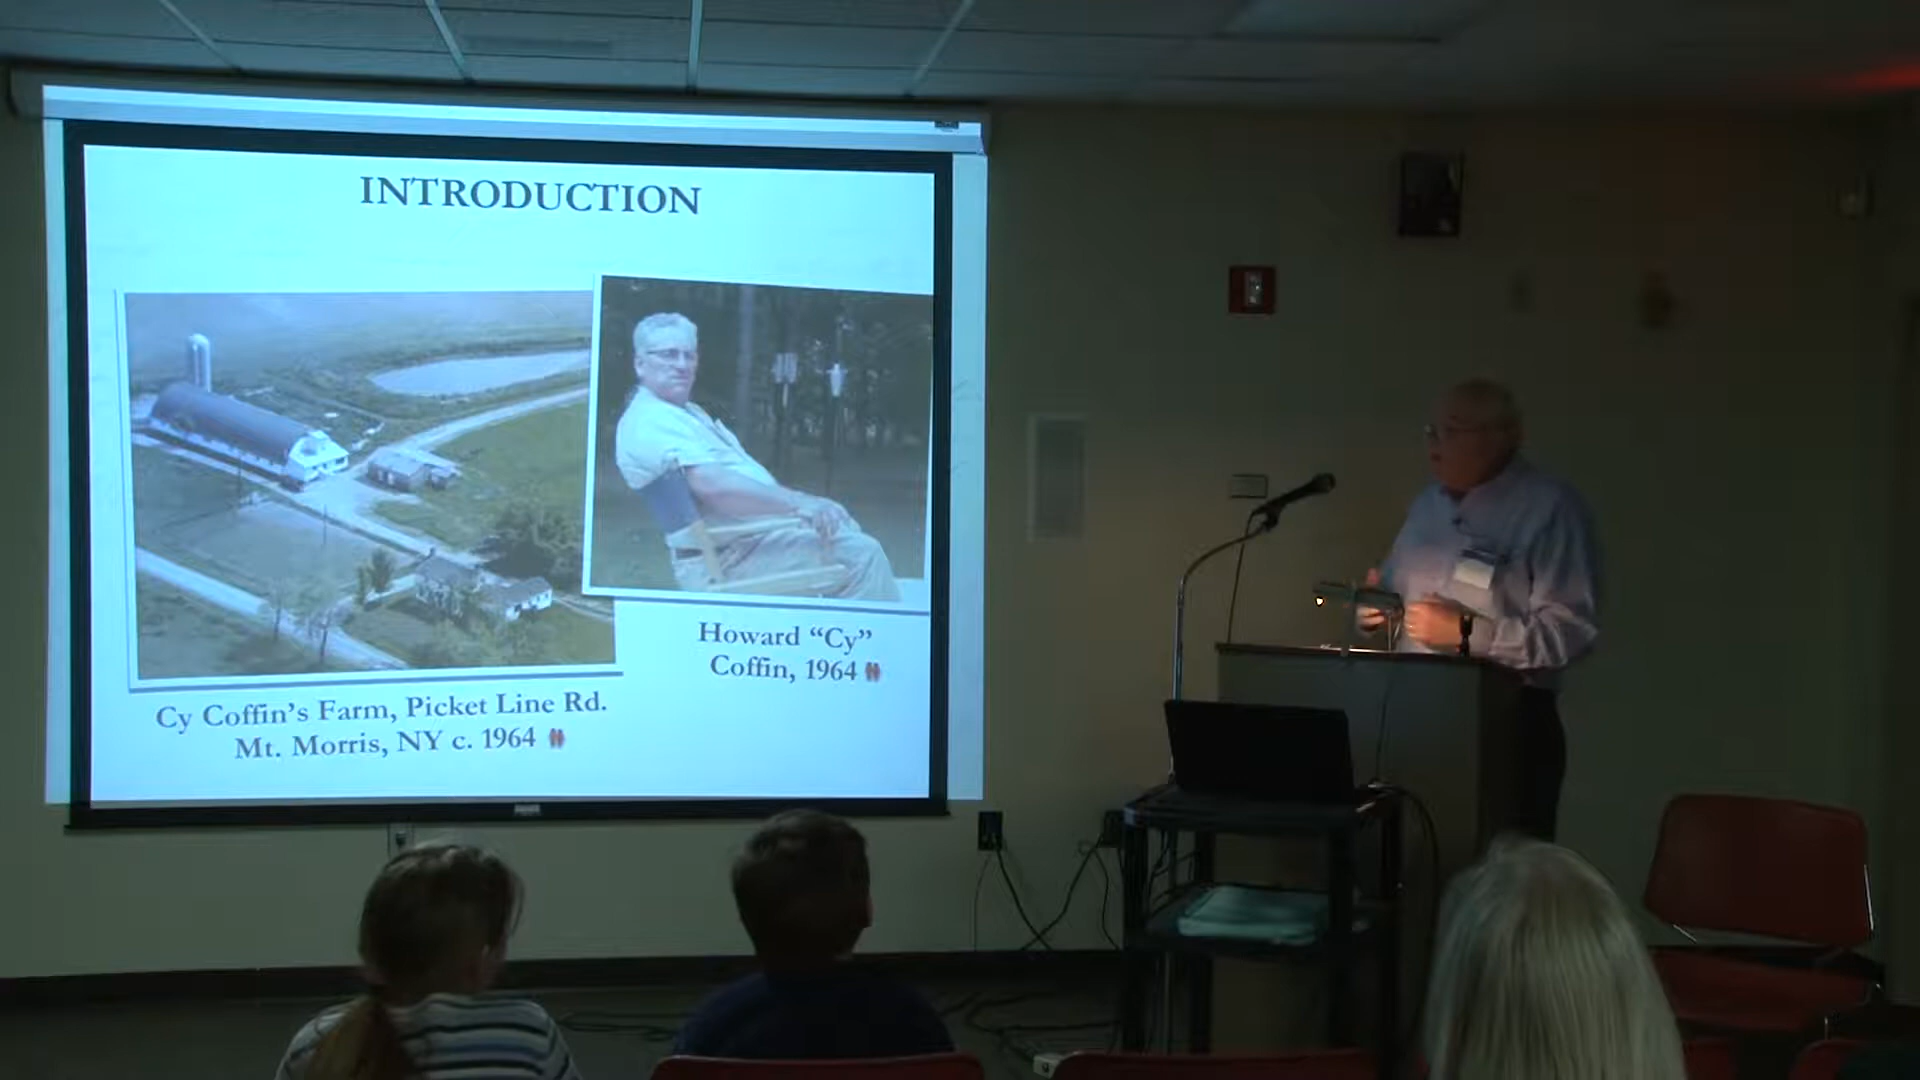 INTRODUCTION
Howard “Cy”
Coffin, 1964
Cy Coffin’s Farm, Picket Line Rd.
Mt. Morris, NY c. 1964